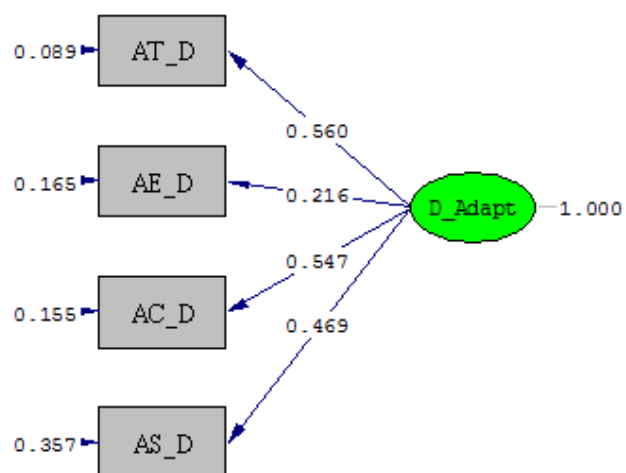 0.089 AT_D
0.560
0.165 AE_D
0.216 D_Adapt 1.000
0.547
0.155 AC_D
0.469
0.357 AS_D